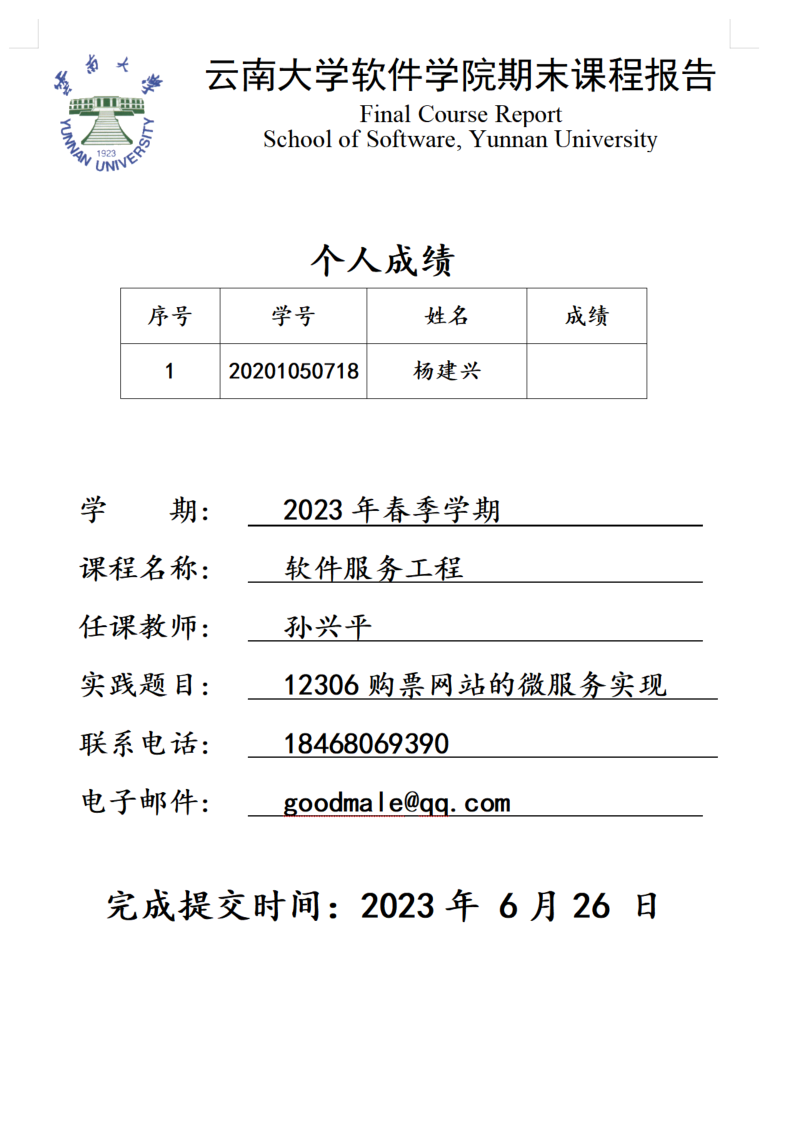 云南大学
YUNNAN UNIVERSITY
1923
云南大学软件学院期末课程报告
Final Course Report
School of Software, Yunnan University
个人成绩
序号 学号 姓名 成绩
1 20201050718 杨建兴
学 期： 2023 年春季学期
课程名称： 软件服务工程
任课教师： 孙兴平
实践题目： 12306 购票网站的微服务实现
联系电话： 18468069390
电子邮件： goodmale@qq.com
完成提交时间：2023 年 6 月 26 日